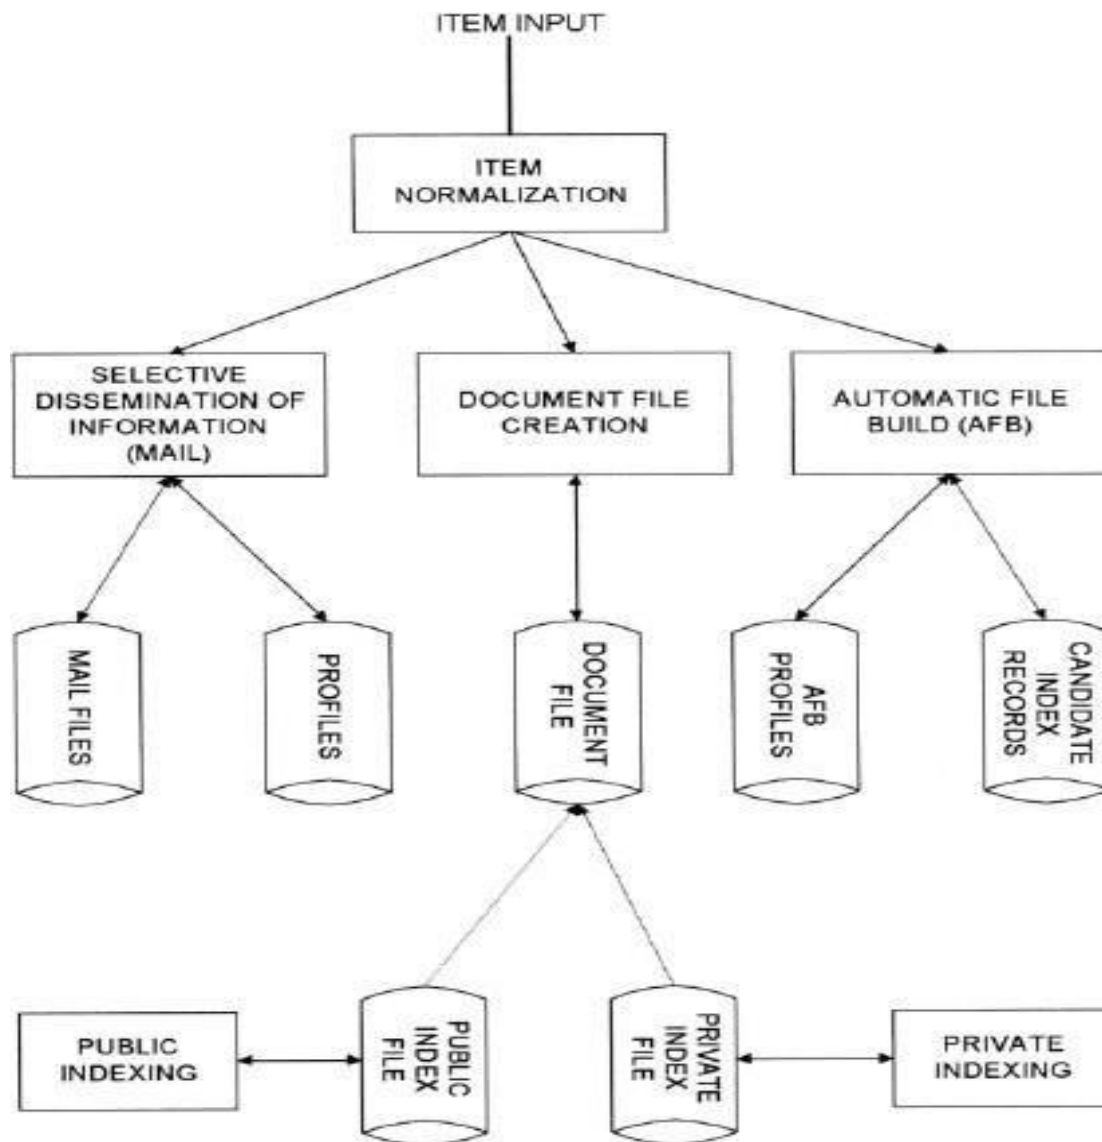 ITEM INPUT
ITEM
NORMALIZATION
SELECTIVE
DISSEMINATION OF
INFORMATION
(MAIL)
DOCUMENT FILE
CREATION
AUTOMATIC FILE
BUILD (AFB)
MAIL FILES
PROFILES
DOCUMENT
FILE
AFB
PROFILES
CANDIDATE
INDEX
RECORDS
PUBLIC
INDEXING
PUBLIC
INDEX
FILE
PRIVATE
INDEX
FILE
PRIVATE
INDEXING